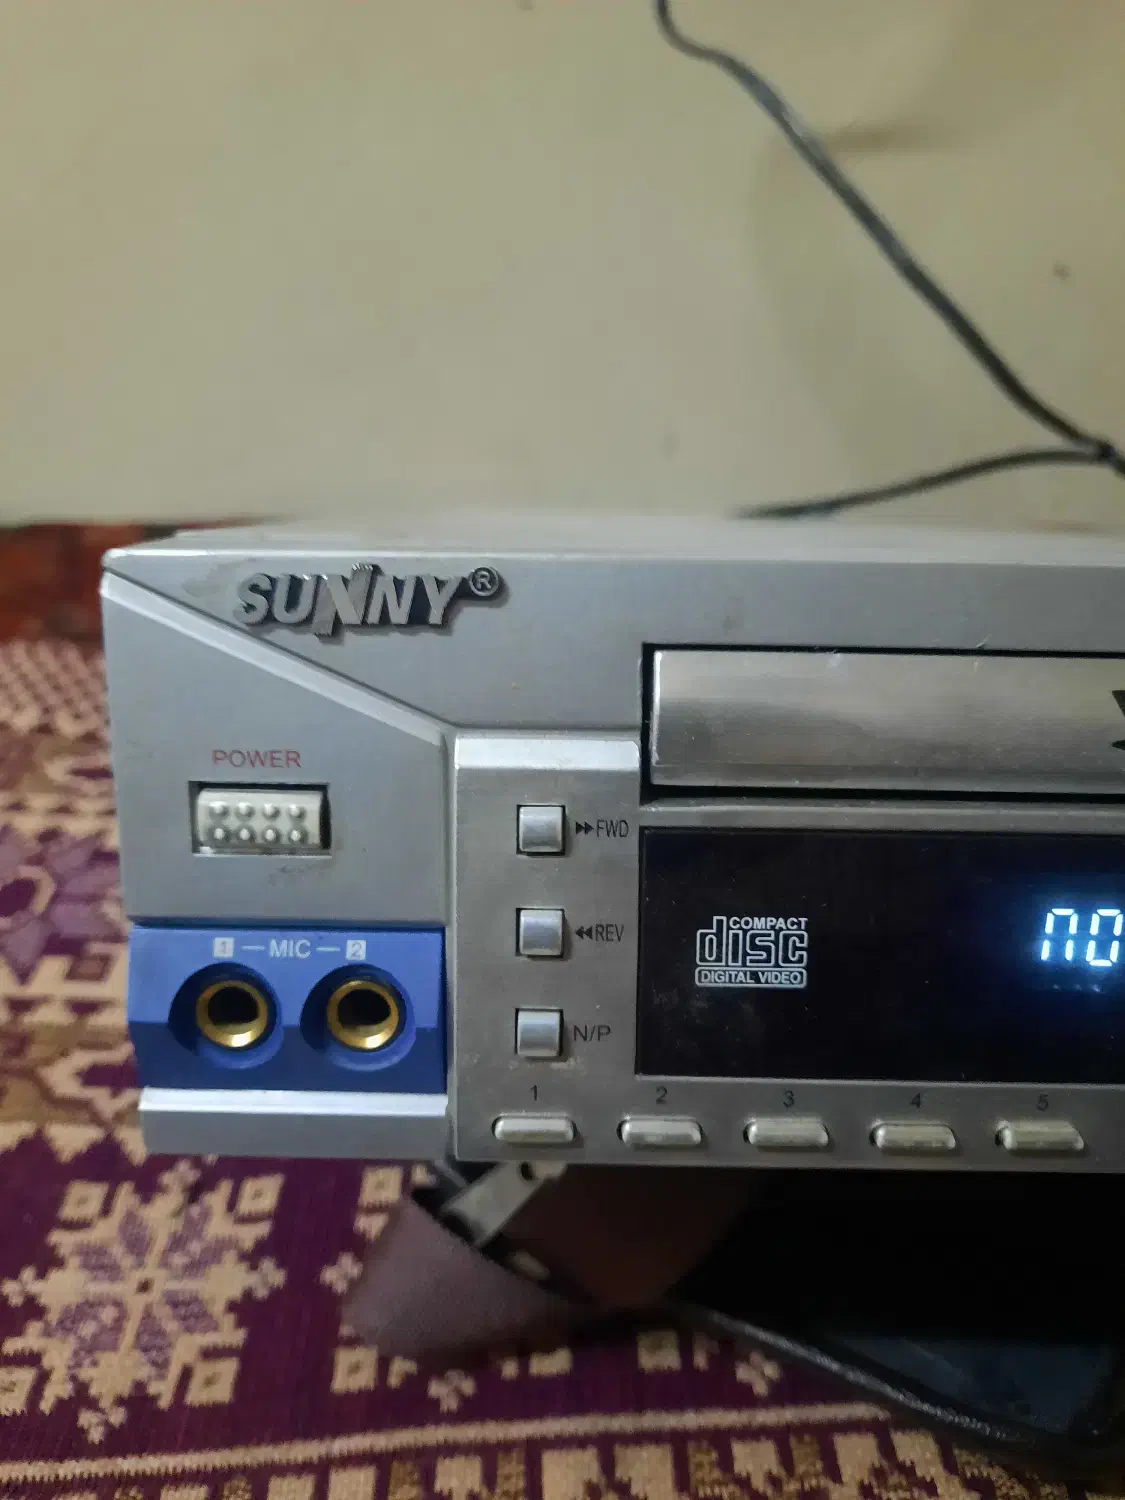 SUNNY®
POWER
1 MIC 2
FWD
REV
N/P
COMPACT
disc
DIGITAL VIDEO
no
1 2 3 4 5